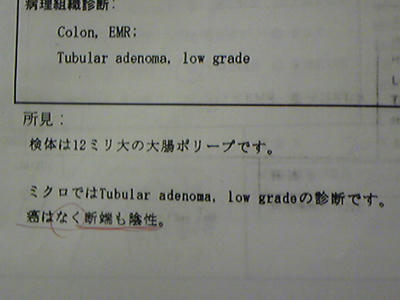 病理組織診断:
Colon, EMR;
Tubular adenoma, low grade
所見:
検体は12ミリ大の大腸ポリープです。
ミクロではTubular adenoma, low gradeの診断です。
癌はなく断端も陰性。